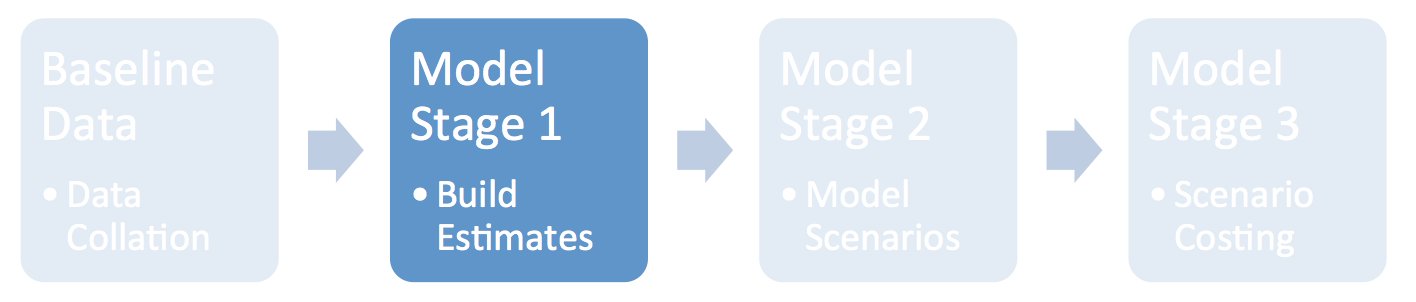 Baseline
Data
• Data
Collation
Model
Stage 1
• Build
Estimates
Model
Stage 2
• Model
Scenarios
Model
Stage 3
• Scenario
Costing